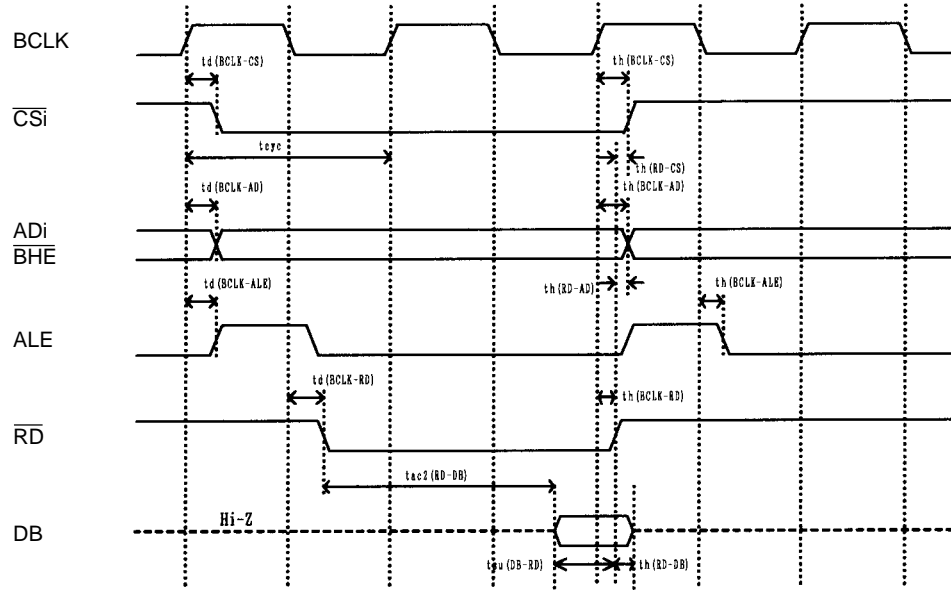 BCLK
td(BCLK-CS)
th(BCLK-CS)
CSi
tcyc
th(RD-CS)
td(BCLK-AD)
th(BCLK-AD)
ADi
BHE
td(BCLK-ALE)
th(RD-AD)
th(BCLK-ALE)
ALE
td(BCLK-RD)
th(BCLK-RD)
RD
tac2(RD-DB)
Hi-Z
DB
tsu(DB-RD)
th(RD-DB)